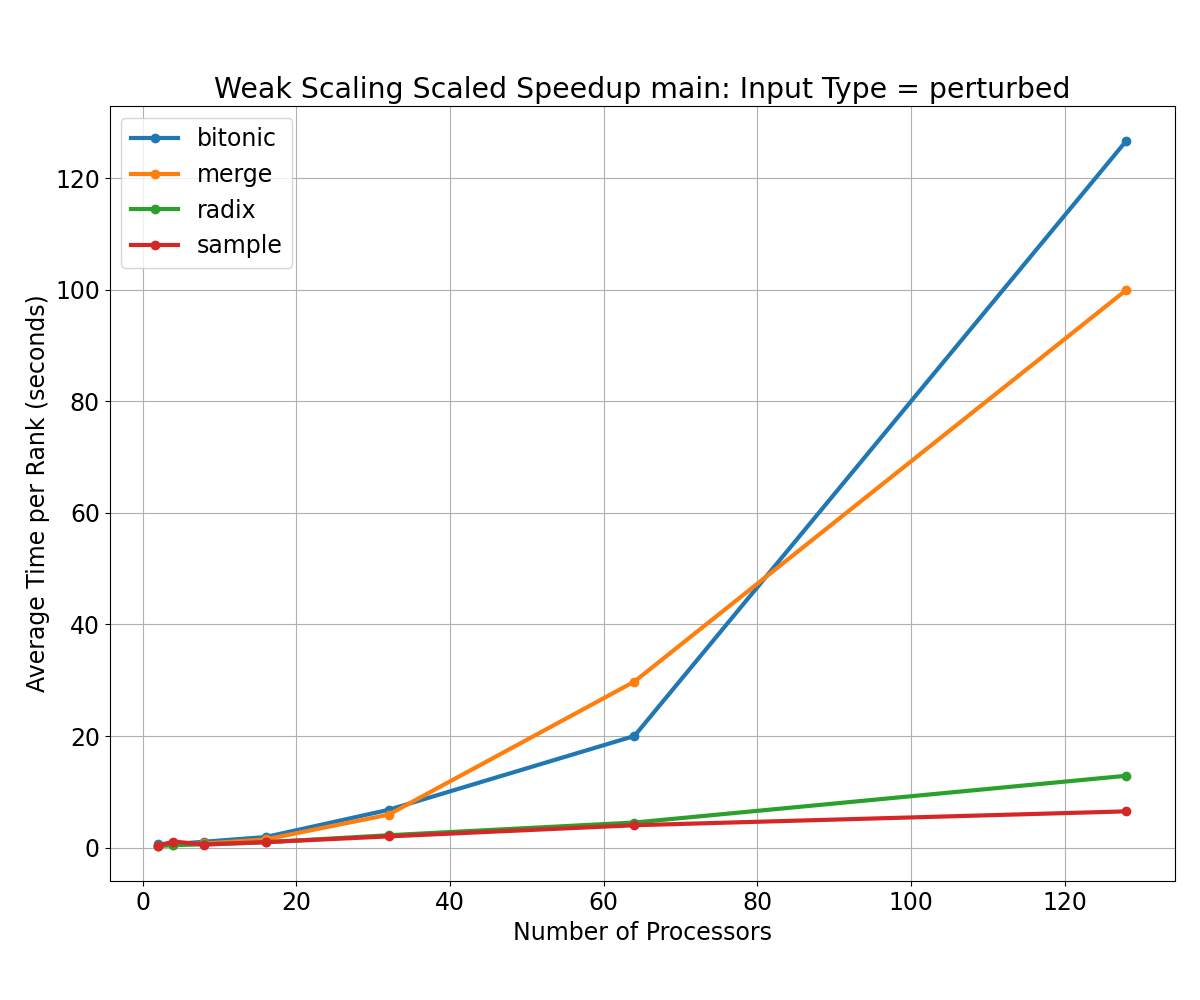 Weak Scaling Scaled Speedup main: Input Type = perturbed
bitonic
merge
radix
sample
Average Time per Rank (seconds)
120
100
80
60
40
20
0
0 20 40 60 80 100 120
Number of Processors